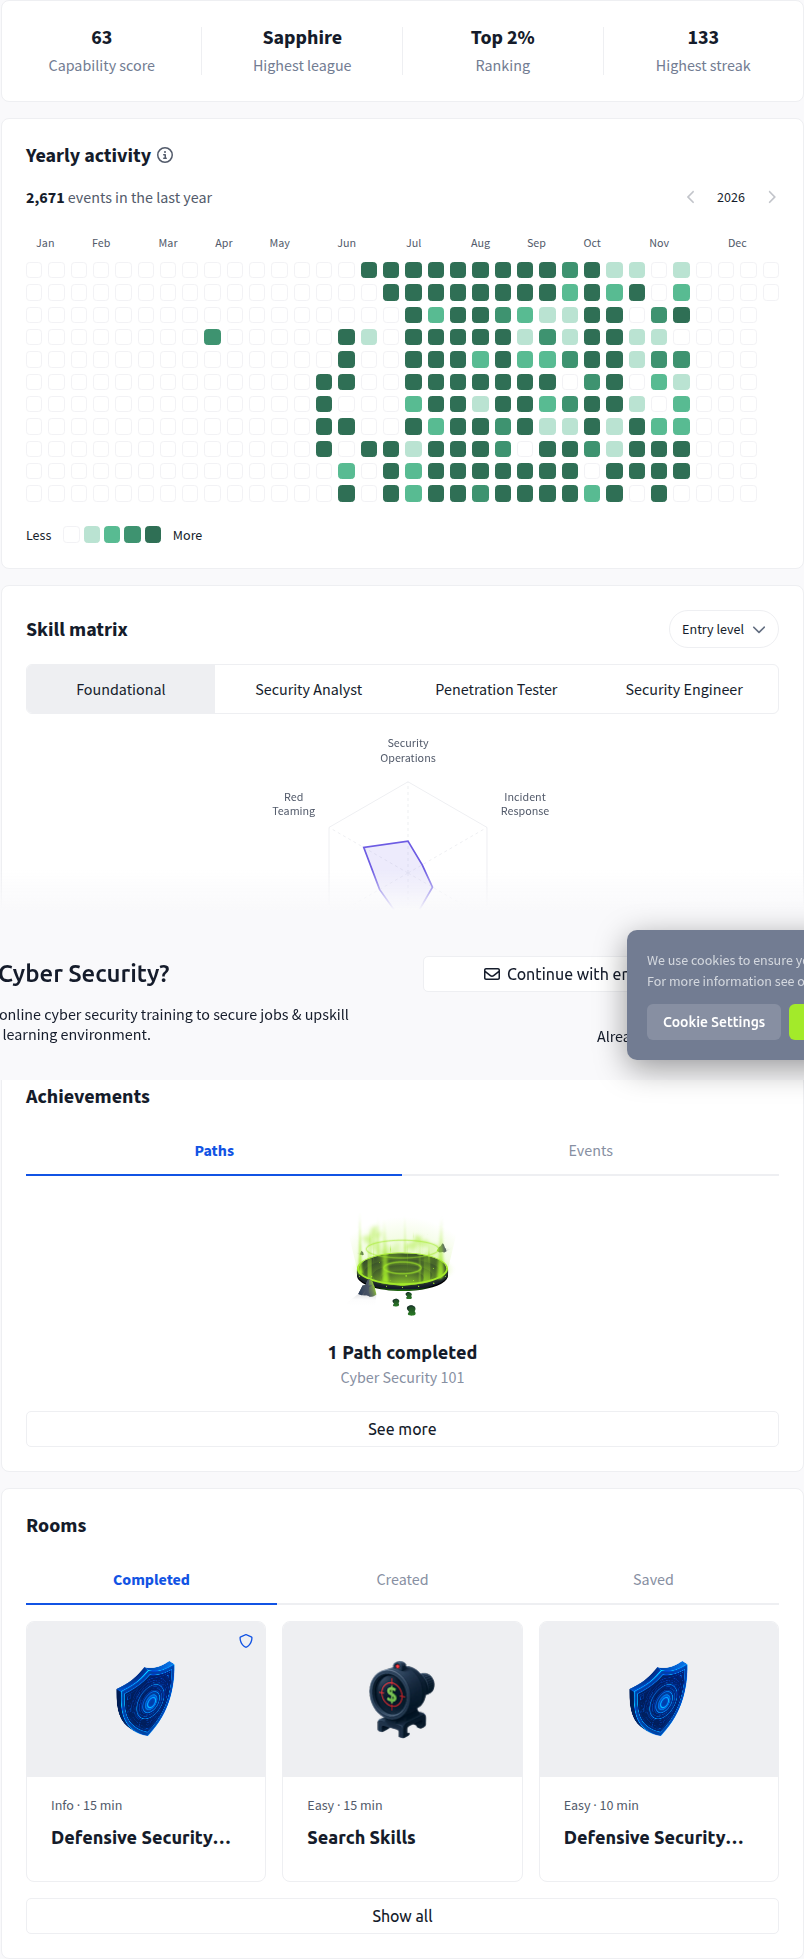 63
Capability score
Sapphire
Highest league
Top 2%
Ranking
133
Highest streak
Yearly activity
2,671 events in the last year
2026
Jan Feb Mar Apr May Jun Jul Aug Sep Oct Nov Dec
Less More
Skill matrix
Entry level
Foundational
Security Analyst
Penetration Tester
Security Engineer
Security
Operations
Red
Teaming
Incident
Response
Cyber Security?
Continue with en
online cyber security training to secure jobs & upskill
learning environment.
Alrea
We use cookies to ensure yo
For more information see o
Cookie Settings
Achievements
Paths
Events
1 Path completed
Cyber Security 101
See more
Rooms
Completed
Created
Saved
Info · 15 min
Defensive Security...
Easy · 15 min
$
Search Skills
Easy · 10 min
Defensive Security...
Show all